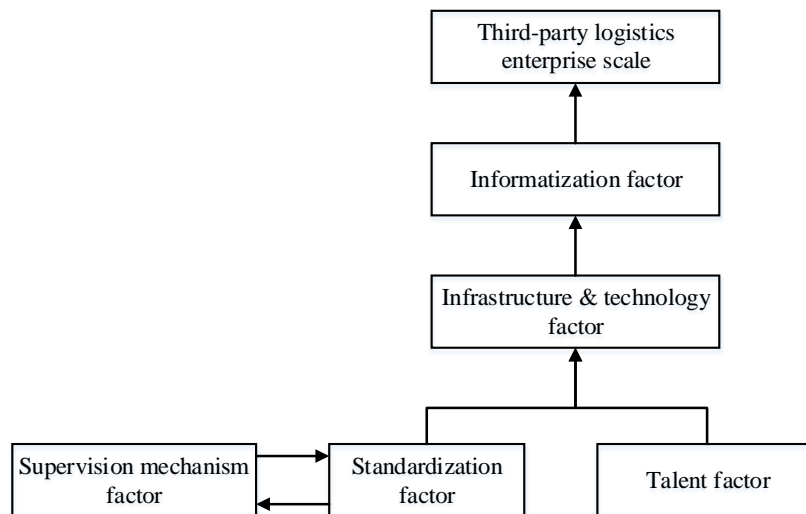 Third-party logistics
enterprise scale
Informatization factor
Infrastructure & technology
factor
Supervision mechanism
factor
Standardization
factor
Talent factor